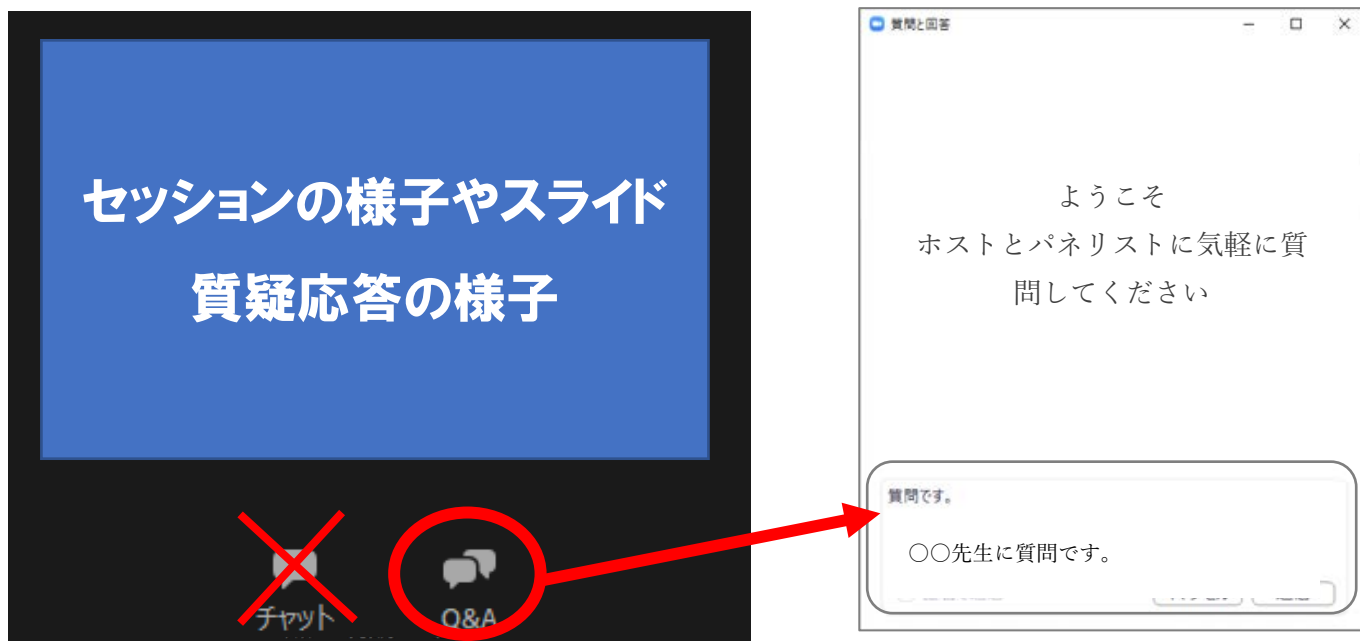 セッションの様子やスライド
質疑応答の様子
チャット
Q&A
質問と回答
ようこそ
ホストとパネリストに気軽に質
問してください
質問です。
〇〇先生に質問です。